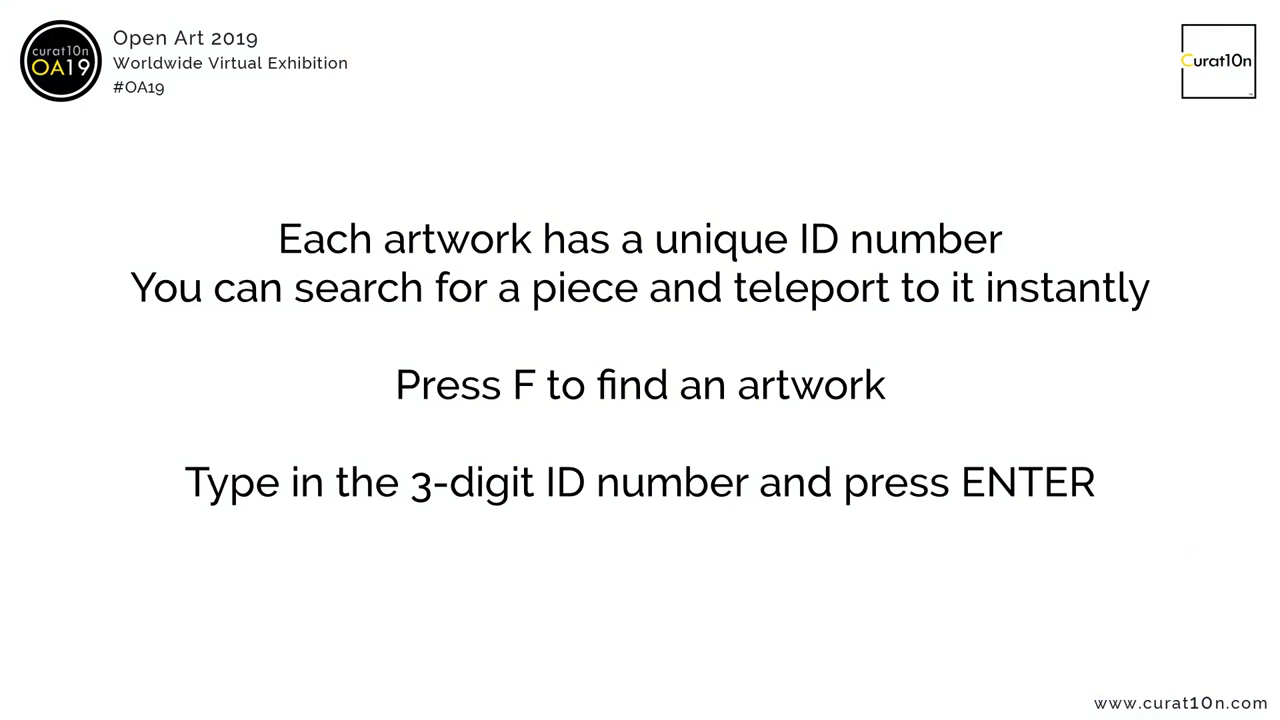 curat10n
OA19
Open Art 2019
Worldwide Virtual Exhibition
#OA19
Curat10n
Each artwork has a unique ID number
You can search for a piece and teleport to it instantly
Press F to find an artwork
Type in the 3-digit ID number and press ENTER
www.curat10n.com